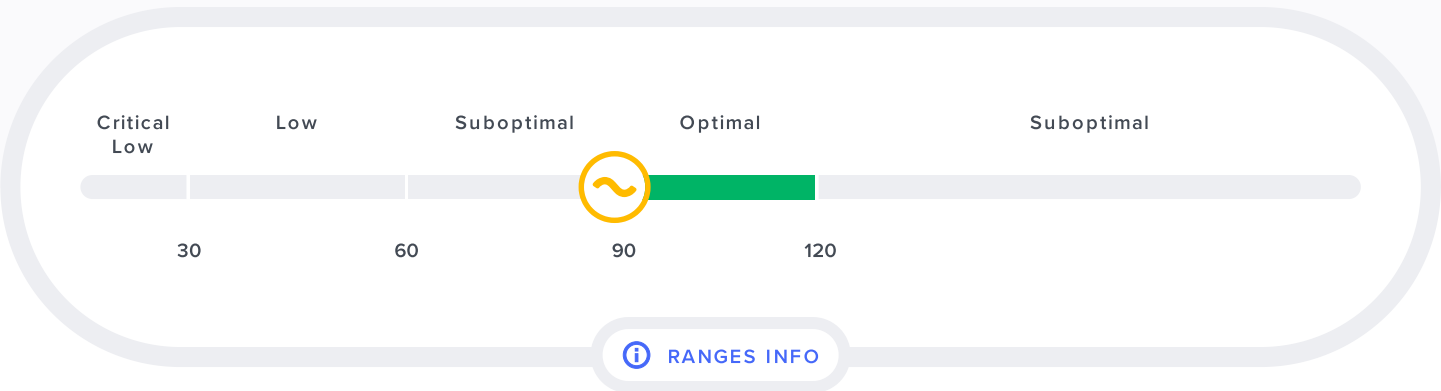 Critical
Low
Low
Suboptimal
Optimal
Suboptimal
30
60
90
120
RANGES INFO